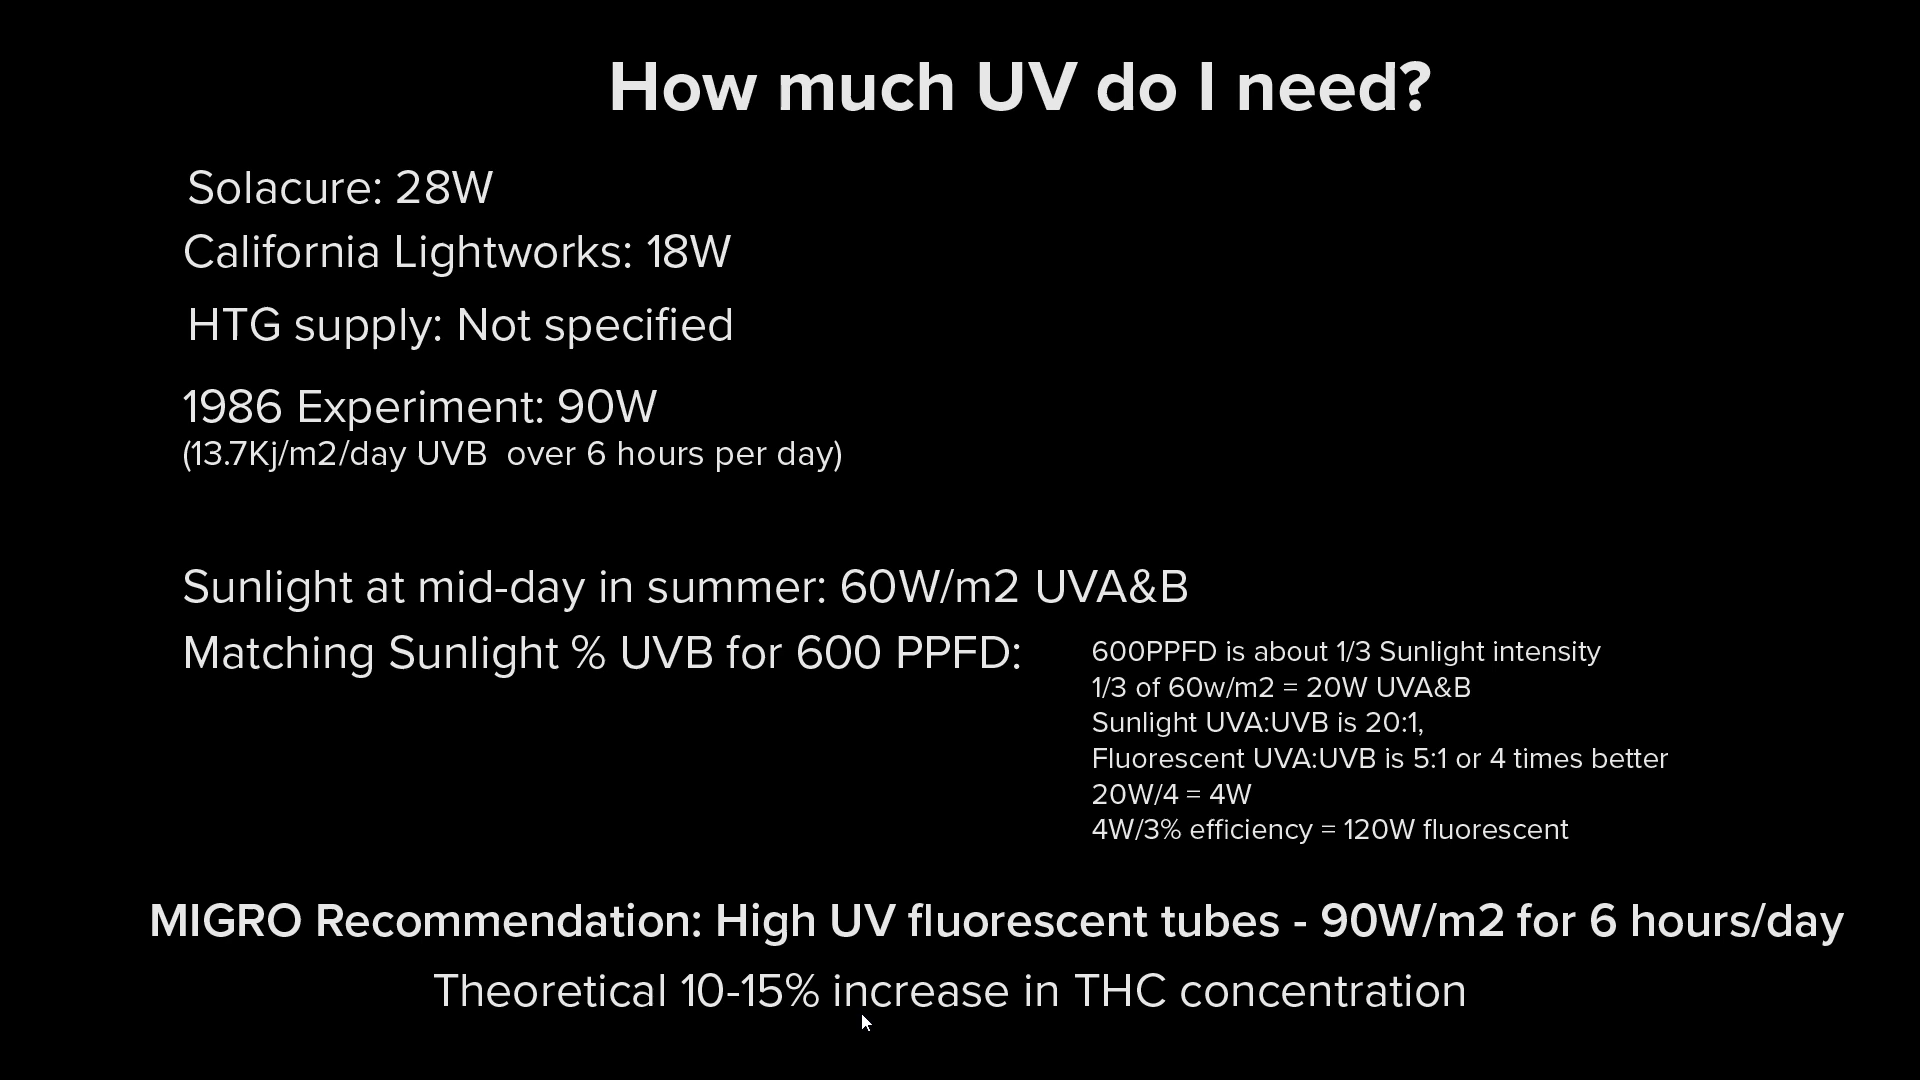 How much UV do I need?
Solacure: 28W
California Lightworks: 18W
HTG supply: Not specified
1986 Experiment: 90W
(13.7Kj/m2/day UVB over 6 hours per day)
Sunlight at mid-day in summer: 60W/m2 UVA&B
Matching Sunlight % UVB for 600 PPFD:
600PPFD is about 1/3 Sunlight intensity
1/3 of 60w/m2 = 20W UVA&B
Sunlight UVA:UVB is 20:1,
Fluorescent UVA:UVB is 5:1 or 4 times better
20W/4 = 4W
4W/3% efficiency = 120W fluorescent
MIGRO Recommendation: High UV fluorescent tubes - 90W/m2 for 6 hours/day
Theoretical 10-15% increase in THC concentration